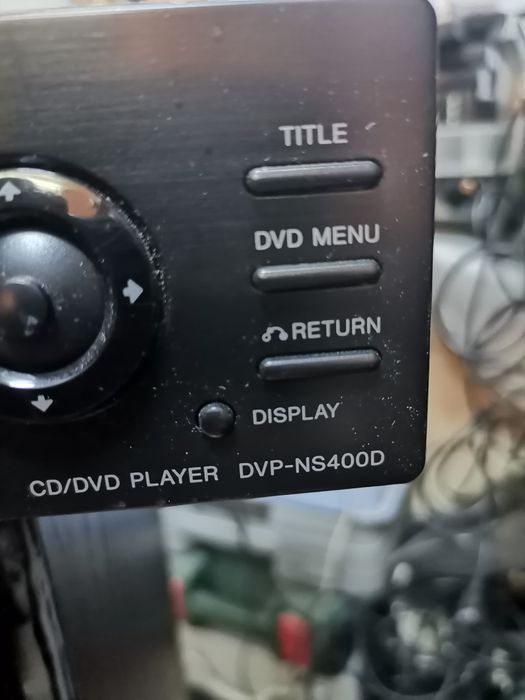 TITLE
DVD MENU
RETURN
DISPLAY
CD/DVD PLAYER DVP-NS400D